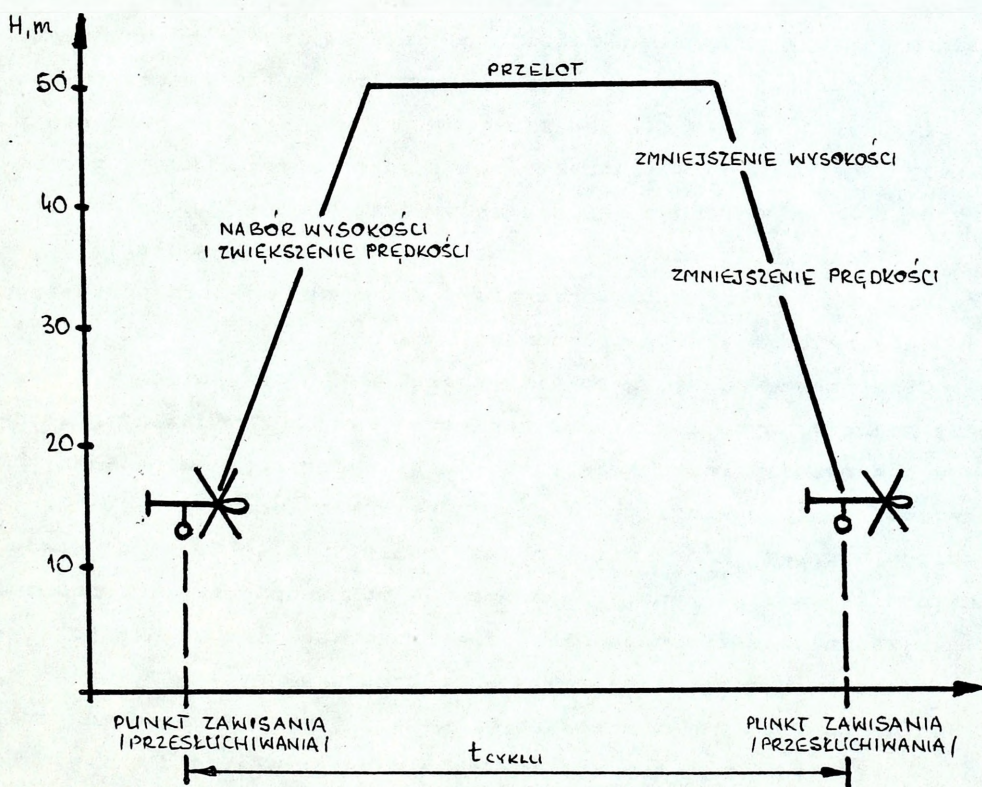 H,m
50
PRZELOT
ZMNIEJSZENIE WYSOKOŚCI
40
NABÓR WYSOKOŚCI
I ZWIĘKSZENIE PRĘDKOŚCI
ZMNIEJSZENIE PRĘDKOŚCI
30
20
10
PUNKT ZAWISANIA
/PRZESŁUCHIWANIA/
PUNKT ZAWISANIA
/PRZESŁUCHIWANIA/
t CYKLU